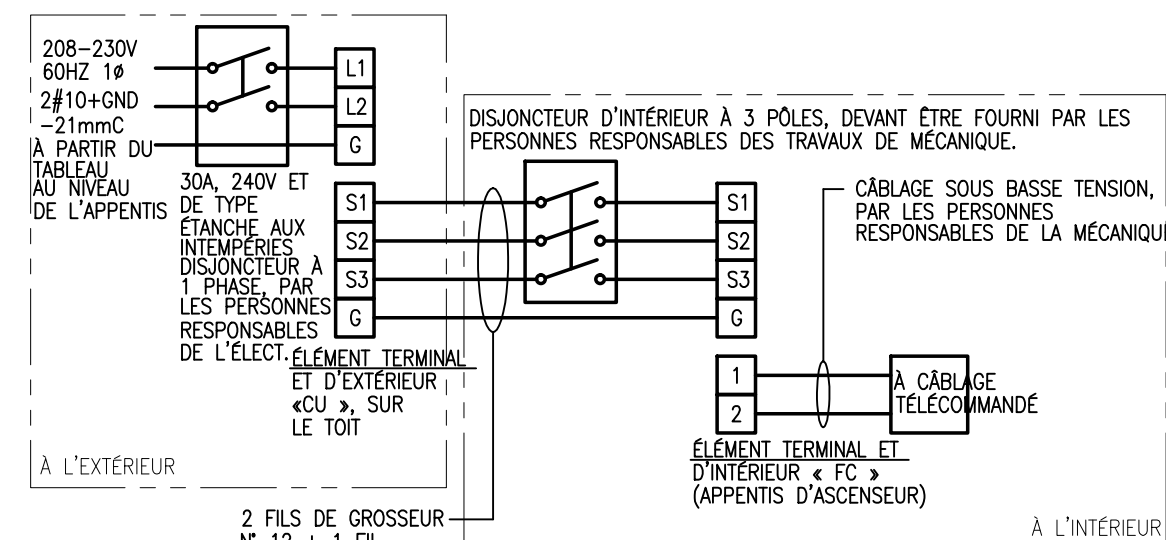 208-230V
60HZ 1ø
2#10+GND
-21mmC
À PARTIR DU
TABLEAU
AU NIVEAU
DE L'APPENTIS
L1
L2
G
30A, 240V ET
DE TYPE
ÉTANCHE AUX
INTEMPÉRIES
DISJONCTEUR À
1 PHASE, PAR
LES PERSONNES
RESPONSABLES
DE L'ÉLECT.
S1
S2
S3
G
ÉLÉMENT TERMINAL
ET D'EXTÉRIEUR
«CU », SUR
LE TOIT
À L'EXTÉRIEUR
DISJONCTEUR D'INTÉRIEUR À 3 PÔLES, DEVANT ÊTRE FOURNI PAR LES
PERSONNES RESPONSABLES DES TRAVAUX DE MÉCANIQUE.
S1
S2
S3
G
CÂBLAGE SOUS BASSE TENSION,
PAR LES PERSONNES
RESPONSABLES DE LA MÉCANIQU
1
2
À CÂBLAGE
TÉLÉCOMMANDÉ
ÉLÉMENT TERMINAL ET
D'INTÉRIEUR « FC »
(APPENTIS D'ASCENSEUR)
2 FILS DE GROSSEUR
N° 12 + 1 FIL
À L'INTÉRIEUR